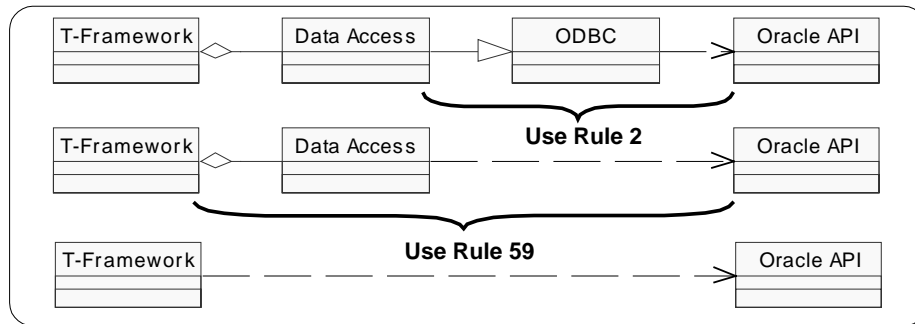 T-Framework Data Access ODBC Oracle API
Use Rule 2
T-Framework Data Access Oracle API
Use Rule 59
T-Framework Oracle API